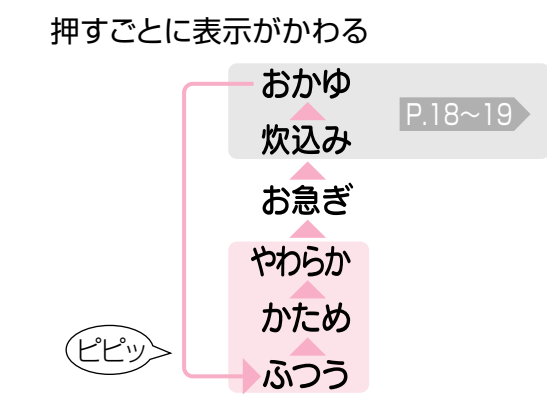 押すごとに表示がかわる
おかゆ
P.18~19
炊込み
お急ぎ
やわらか
かため
ピピッ
ふつう